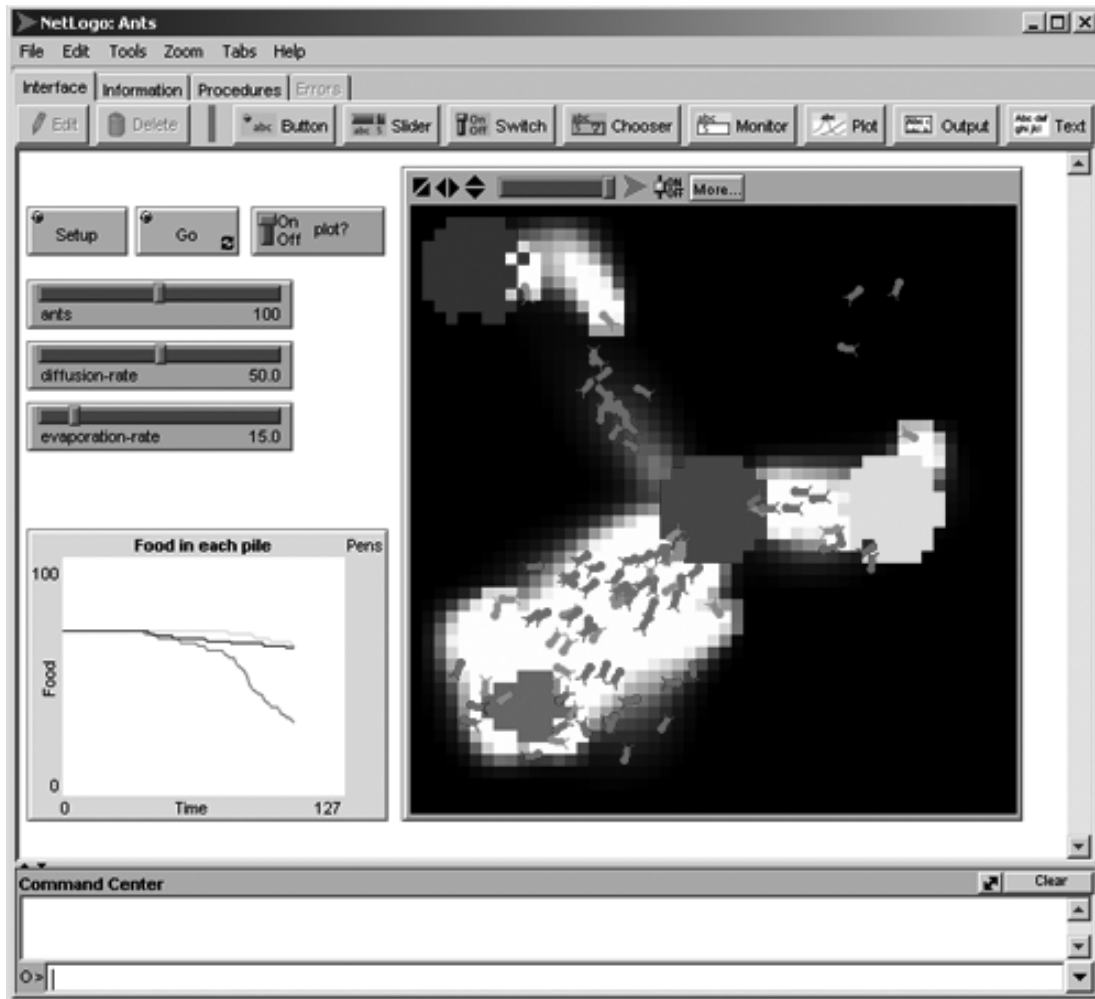 NetLogo: Ants
File Edit Tools Zoom Tabs Help
Interface Information Procedures Errors
Edit Delete Button Slider Switch Chooser Monitor Plot Output Text
More...
Setup Go On Off plot?
ants 100
diffusion-rate 50.0
evaporation-rate 15.0
Food in each pile Pens
100
Food
0
0 Time 127
Command Center Clear
O>